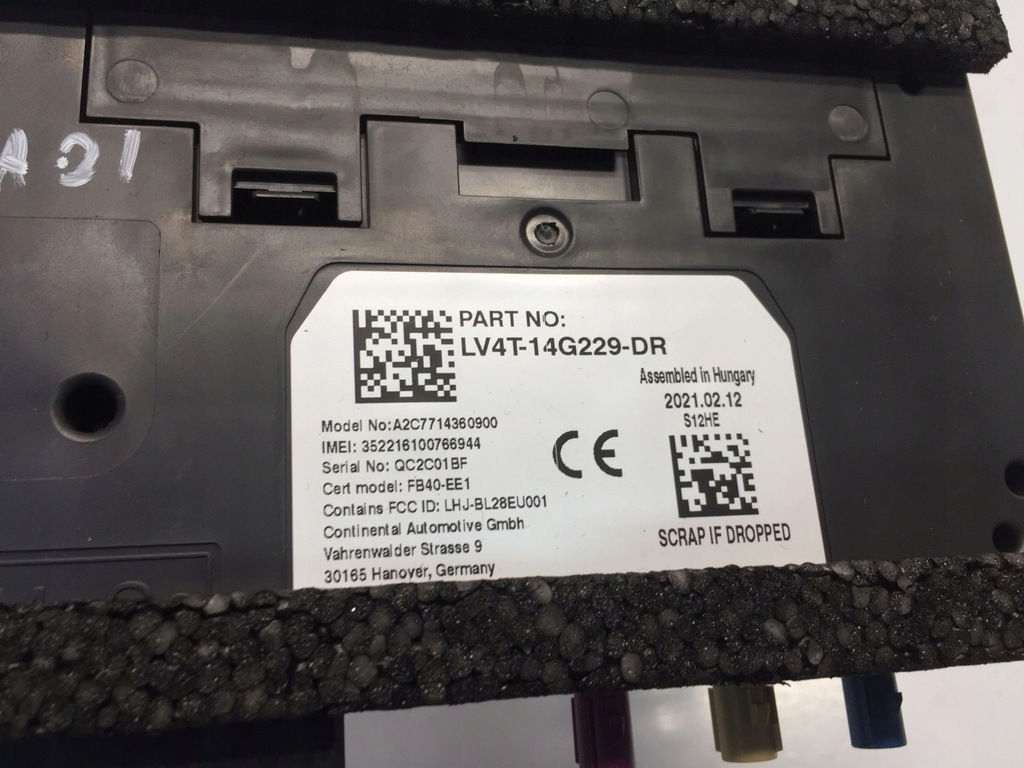 PART NO:
LV4T-14G229-DR
Assembled in Hungary
2021.02.12
S12HE
Model No:A2C7714360900
IMEI: 352216100766944
Serial No: QC2C01BF
Cert model: FB40-EE1
Contains FCC ID: LHJ-BL28EU001
Continental Automotive Gmbh
Vahrenwalder Strasse 9
30165 Hanover, Germany
CE
SCRAP IF DROPPED